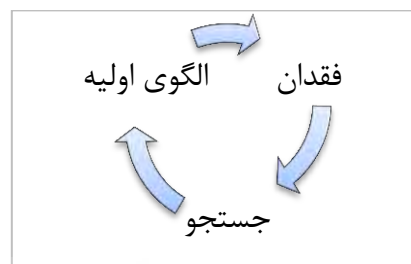 فقدان
الگوی اولیه
جستجو